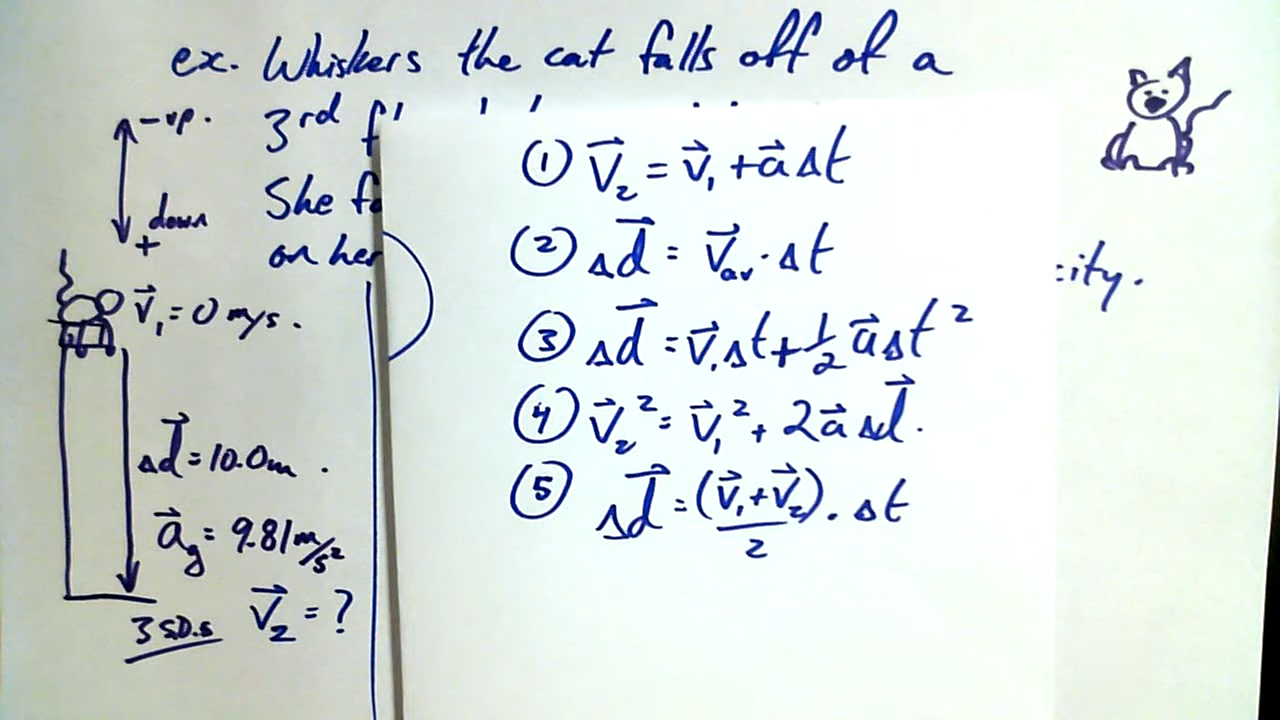 ex. Whiskers the cat falls off of a
3rd
She
on her
city.
-up.
down
+
v⃗₁ = 0 m/s.
Δd⃗ = 10.0m.
a⃗g = 9.81 m/s²
3 S.D.s
v⃗₂ = ?
① v⃗₂ = v⃗₁ + a⃗Δt
② Δd⃗ = v⃗av · Δt
③ Δd⃗ = v⃗₁Δt + ½ a⃗Δt²
④ v⃗₂² = v⃗₁² + 2a⃗Δd⃗.
⑤ Δd⃗ = (v⃗₁ + v⃗₂)/2 · Δt